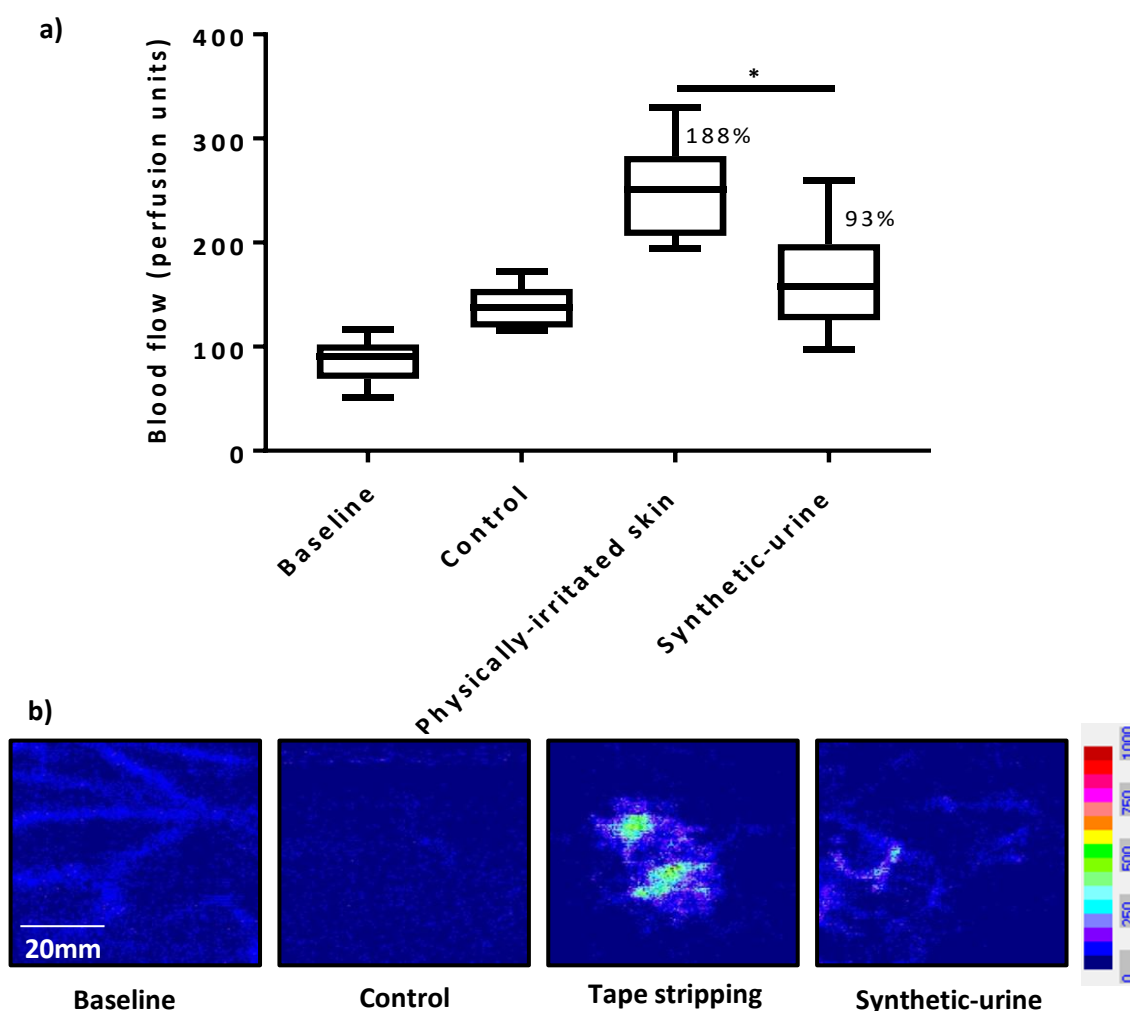 a)
Blood flow (perfusion units)
400
300
200
100
0
*
188%
93%
Baseline
Control
Physically-irritated skin
Synthetic-urine
b)
20mm
1000
750
500
250
0
Baseline
Control
Tape stripping
Synthetic-urine